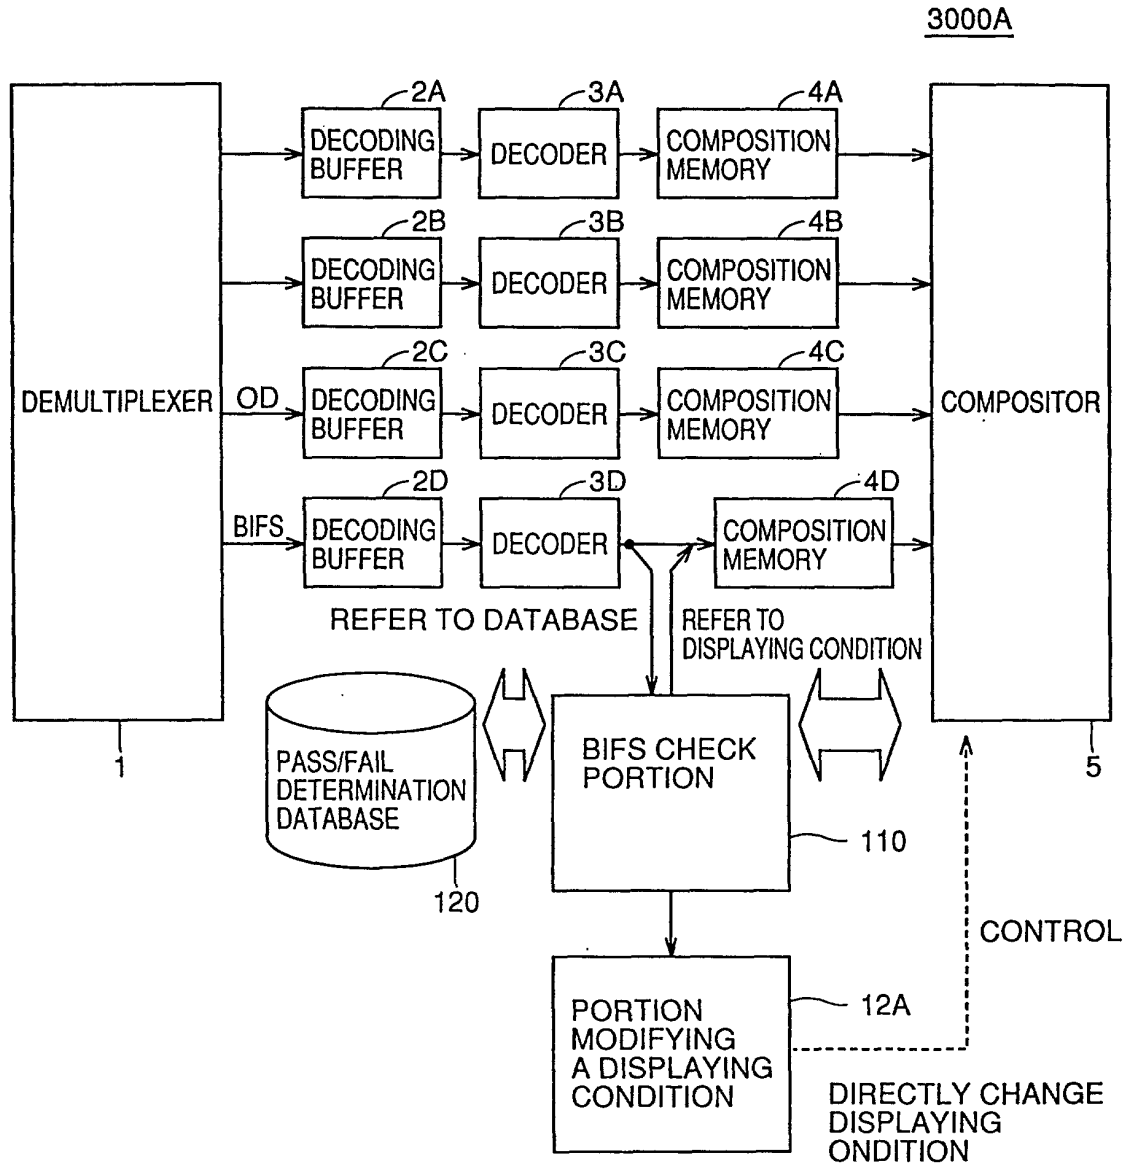 3000A
2A
3A
4A
DECODING
BUFFER
DECODER
COMPOSITION
MEMORY
2B
3B
4B
DECODING
BUFFER
DECODER
COMPOSITION
MEMORY
2C
3C
4C
DEMULTIPLEXER
OD
DECODING
BUFFER
DECODER
COMPOSITION
MEMORY
COMPOSITOR
2D
3D
4D
BIFS
DECODING
BUFFER
DECODER
COMPOSITION
MEMORY
REFER TO DATABASE
REFER TO
DISPLAYING CONDITION
1
5
PASS/FAIL
DETERMINATION
DATABASE
BIFS CHECK
PORTION
110
120
CONTROL
PORTION
MODIFYING
A DISPLAYING
CONDITION
12A
DIRECTLY CHANGE
DISPLAYING
ONDITION